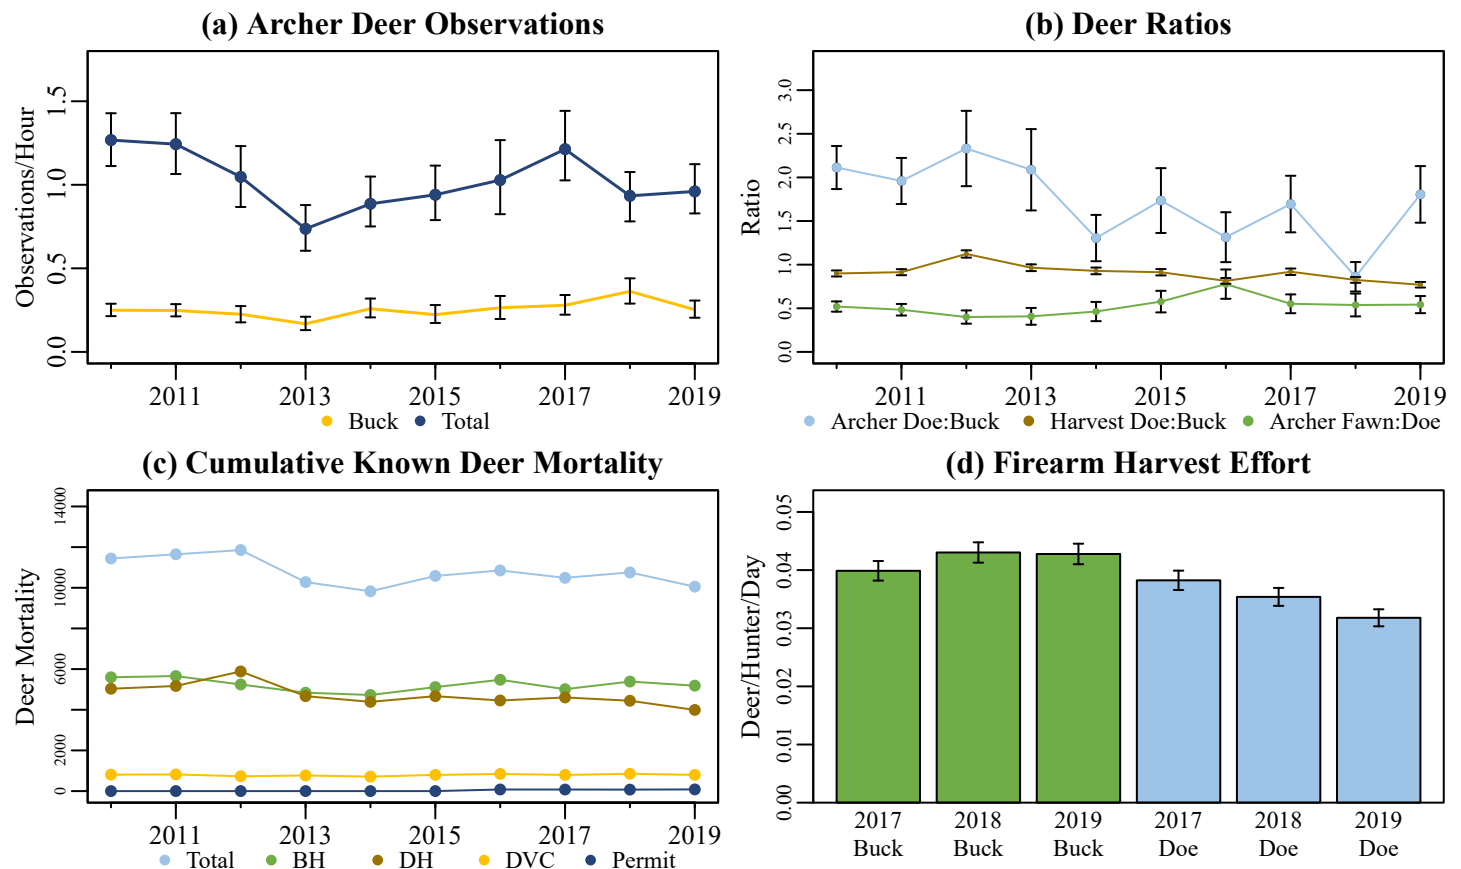 (a) Archer Deer Observations
Observations/Hour
0.0 0.5 1.0 1.5
2011 2013 2015 2017 2019
Buck Total
(b) Deer Ratios
Ratio
0.0 0.5 1.0 1.5 2.0 2.5 3.0
2011 2013 2015 2017 2019
Archer Doe:Buck Harvest Doe:Buck Archer Fawn:Doe
(c) Cumulative Known Deer Mortality
Deer Mortality
0 2000 6000 10000 14000
2011 2013 2015 2017 2019
Total BH DH DVC Permit
(d) Firearm Harvest Effort
Deer/Hunter/Day
0.00 0.01 0.02 0.03 0.04 0.05
2017 2018 2019 2017 2018 2019
Buck Buck Buck Doe Doe Doe